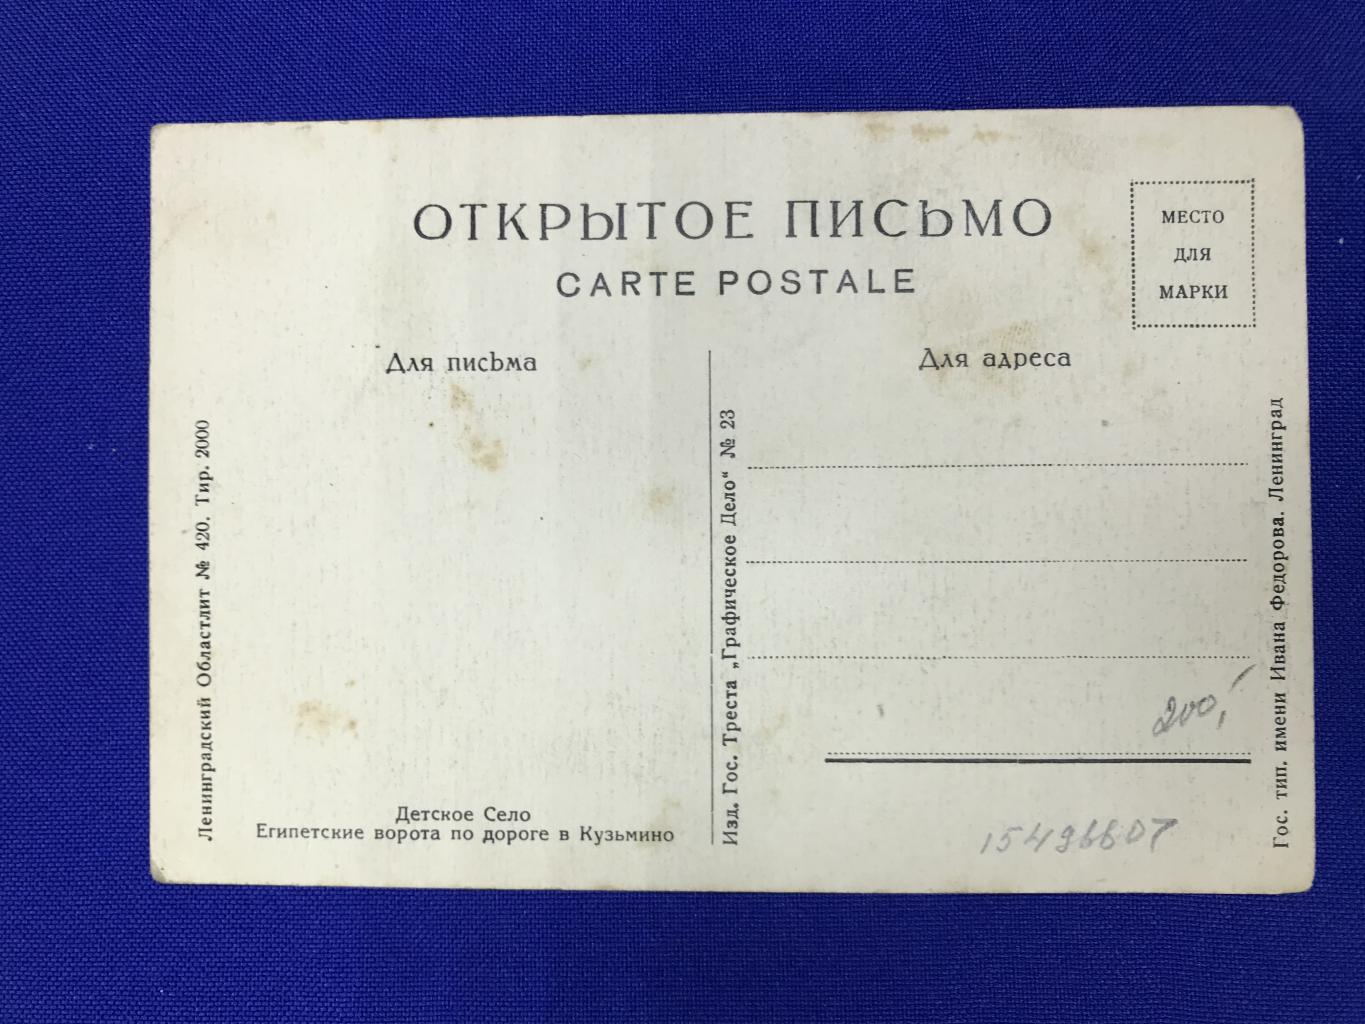 ОТКРЫТОЕ ПИСЬМО
CARTE POSTALE
МЕСТО
ДЛЯ
МАРКИ
Для письма
Для адреса
Ленинградский Областлит № 420. Тир. 2000
Изд. Гос. Треста „Графическое Дело“ № 23
Гос. тип. имени Ивана Федорова. Ленинград
200,
Детское Село
Египетские ворота по дороге в Кузьмино